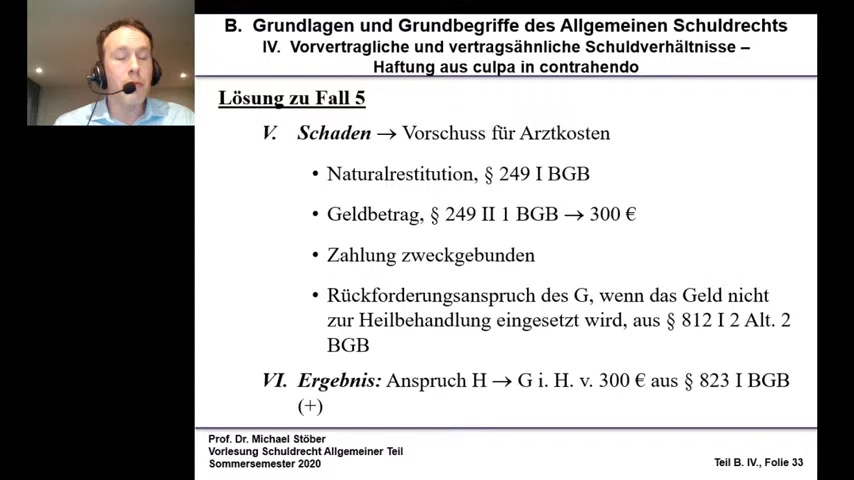 B. Grundlagen und Grundbegriffe des Allgemeinen Schuldrechts
IV. Vorvertragliche und vertragsähnliche Schuldverhältnisse –
Haftung aus culpa in contrahendo
Lösung zu Fall 5
V. Schaden → Vorschuss für Arztkosten
• Naturalrestitution, § 249 I BGB
• Geldbetrag, § 249 II 1 BGB → 300 €
• Zahlung zweckgebunden
• Rückforderungsanspruch des G, wenn das Geld nicht
zur Heilbehandlung eingesetzt wird, aus § 812 I 2 Alt. 2
BGB
VI. Ergebnis: Anspruch H → G i. H. v. 300 € aus § 823 I BGB
(+)
Prof. Dr. Michael Stöber
Vorlesung Schuldrecht Allgemeiner Teil
Sommersemester 2020
Teil B. IV., Folie 33